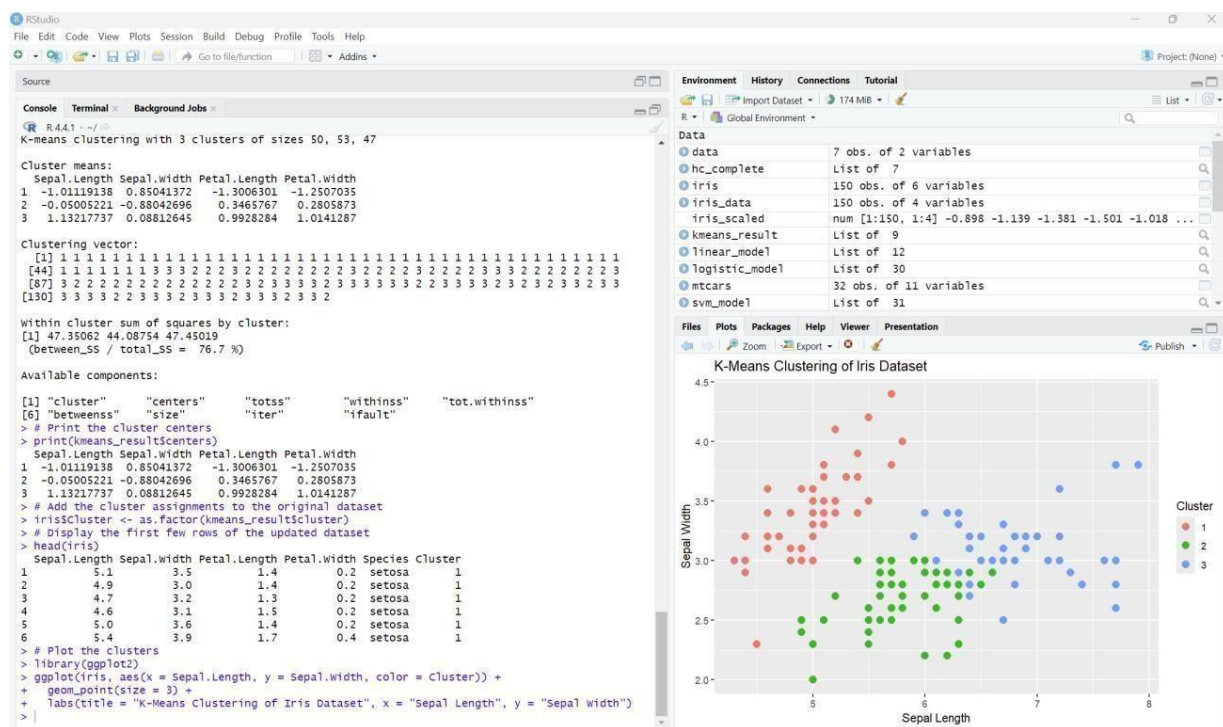 RStudio
File Edit Code View Plots Session Build Debug Profile Tools Help
Go to file/function Addins
Project: (None)
Source
Console Terminal Background Jobs
R 4.4.1 · ~/
K-means clustering with 3 clusters of sizes 50, 53, 47
Cluster means:
Sepal.Length Sepal.Width Petal.Length Petal.Width
1 -1.01119138 0.85041372 -1.3006301 -1.2507035
2 -0.05005221 -0.88042696 0.3465767 0.2805873
3 1.13217737 0.08812645 0.9928284 1.0141287
Clustering vector:
[1] 1 1 1 1 1 1 1 1 1 1 1 1 1 1 1 1 1 1 1 1 1 1 1 1 1 1 1 1 1 1 1 1 1 1 1 1 1 1 1 1 1 1 1
[44] 1 1 1 1 1 1 1 3 3 3 2 2 2 3 2 2 2 2 2 2 2 2 3 2 2 2 2 3 2 2 2 2 3 3 3 2 2 2 2 2 2 2 3
[87] 3 2 2 2 2 2 2 2 2 2 2 2 2 2 3 2 3 3 3 3 2 3 3 3 3 3 3 2 2 3 3 3 3 2 3 2 3 2 3 3 2 3 3
[130] 3 3 3 3 2 2 3 3 3 2 3 3 3 2 3 3 3 2 3 3 2
Within cluster sum of squares by cluster:
[1] 47.35062 44.08754 47.45019
(between_SS / total_SS = 76.7 %)
Available components:
[1] "cluster" "centers" "totss" "withinss" "tot.withinss"
[6] "betweenss" "size" "iter" "ifault"
> # Print the cluster centers
> print(kmeans_result$centers)
Sepal.Length Sepal.Width Petal.Length Petal.Width
1 -1.01119138 0.85041372 -1.3006301 -1.2507035
2 -0.05005221 -0.88042696 0.3465767 0.2805873
3 1.13217737 0.08812645 0.9928284 1.0141287
> # Add the cluster assignments to the original dataset
> iris$Cluster <- as.factor(kmeans_result$cluster)
> # Display the first few rows of the updated dataset
> head(iris)
Sepal.Length Sepal.Width Petal.Length Petal.Width Species Cluster
1 5.1 3.5 1.4 0.2 setosa 1
2 4.9 3.0 1.4 0.2 setosa 1
3 4.7 3.2 1.3 0.2 setosa 1
4 4.6 3.1 1.5 0.2 setosa 1
5 5.0 3.6 1.4 0.2 setosa 1
6 5.4 3.9 1.7 0.4 setosa 1
> # Plot the clusters
> library(ggplot2)
> ggplot(iris, aes(x = Sepal.Length, y = Sepal.Width, color = Cluster)) +
+ geom_point(size = 3) +
+ labs(title = "K-Means Clustering of Iris Dataset", x = "Sepal Length", y = "Sepal Width")
>
Environment History Connections Tutorial
Import Dataset 174 MiB List
R Global Environment
Data
data 7 obs. of 2 variables
hc_complete List of 7
iris 150 obs. of 6 variables
iris_data 150 obs. of 4 variables
iris_scaled num [1:150, 1:4] -0.898 -1.139 -1.381 -1.501 -1.018 ...
kmeans_result List of 9
linear_model List of 12
logistic_model List of 30
mtcars 32 obs. of 11 variables
svm_model List of 31
Files Plots Packages Help Viewer Presentation
Zoom Export Publish
K-Means Clustering of Iris Dataset
4.5
4.0
3.5
3.0
2.5
2.0
Sepal Width
5 6 7 8
Sepal Length
Cluster
1
2
3